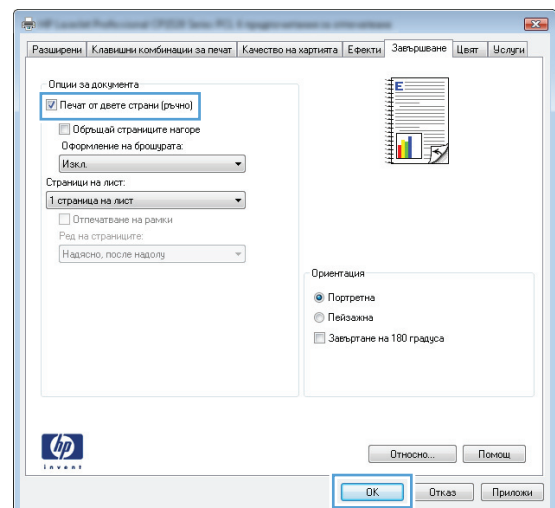 Разширени Клавишни комбинации за печат Качество на хартията Ефекти Завършване Цвят Услуги
Опции за документа
Печат от двете страни (ръчно)
Обръщай страниците нагоре
Оформление на брошурата:
Изкл.
Страници на лист:
1 страница на лист
Отпечатване на рамки
Ред на страниците:
Надясно, после надолу
E
Ориентация
Портретна
Пейзажна
Завъртане на 180 градуса
hp
invent
Относно... Помощ
OK Отказ Приложи